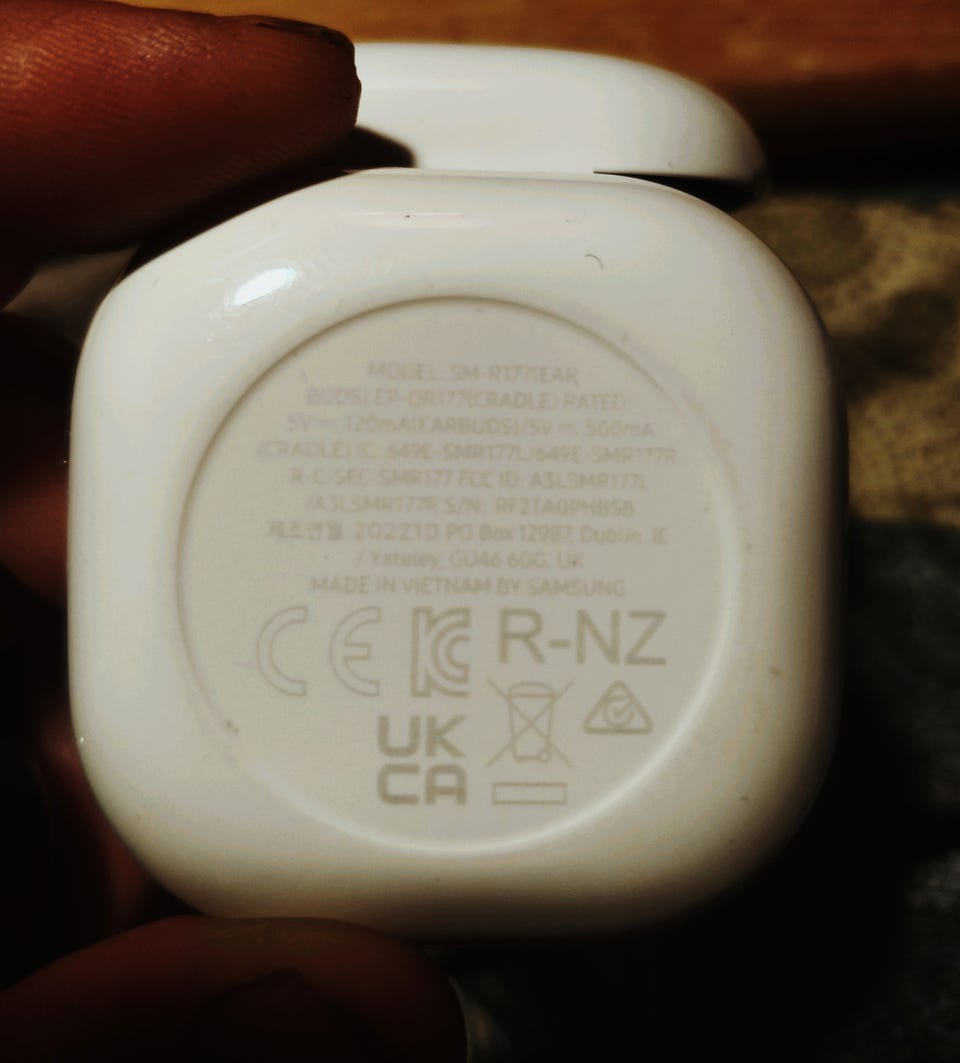 MODEL: SM-R177(EAR
BUDS) EP-QR177(CRADLE) RATED
5V ⎓ 120mA(EARBUDS)/5V ⎓ 500mA
(CRADLE) IC: 649E-SMR177L/649E-SMR177R
R-C-SEC-SMR177 FCC ID: A3LSMR177L
/A3LSMR177R S/N: RF2TA0PHBSB
제조연월: 202210 PO Box 12987, Dublin. IE
/ Yateley, GU46 6GG. UK
MADE IN VIETNAM BY SAMSUNG
CE KC R-NZ
UK
CA